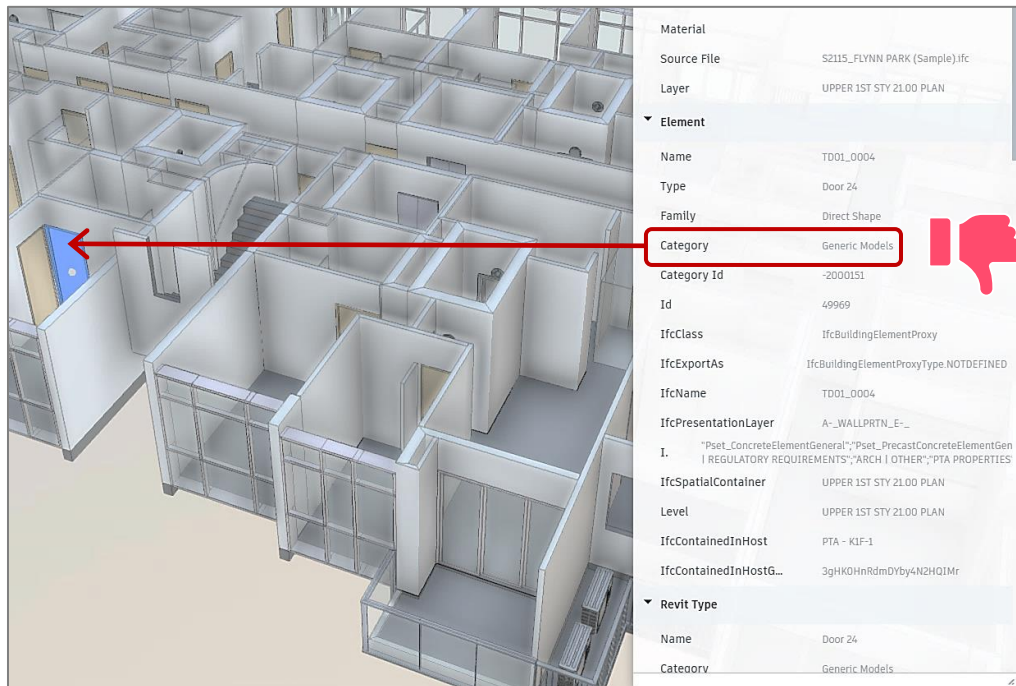 Material
Source File S2115_FLYNN PARK (Sample).ifc
Layer UPPER 1ST STY 21.00 PLAN
Element
Name TD01_0004
Type Door 24
Family Direct Shape
Category Generic Models
Category Id -2000151
Id 49969
IfcClass IfcBuildingElementProxy
IfcExportAs IfcBuildingElementProxyType.NOTDEFINED
IfcName TD01_0004
IfcPresentationLayer A-_WALLPRTN_E-_
"Pset_ConcreteElementGeneral";"Pset_PrecastConcreteElementGen
I. | REGULATORY REQUIREMENTS";"ARCH | OTHER";"PTA PROPERTIES"
IfcSpatialContainer UPPER 1ST STY 21.00 PLAN
Level UPPER 1ST STY 21.00 PLAN
IfcContainedInHost PTA - K1F-1
IfcContainedInHostG... 3gHK0HnRdmDYby4N2HQIMr
Revit Type
Name Door 24
Category Generic Models